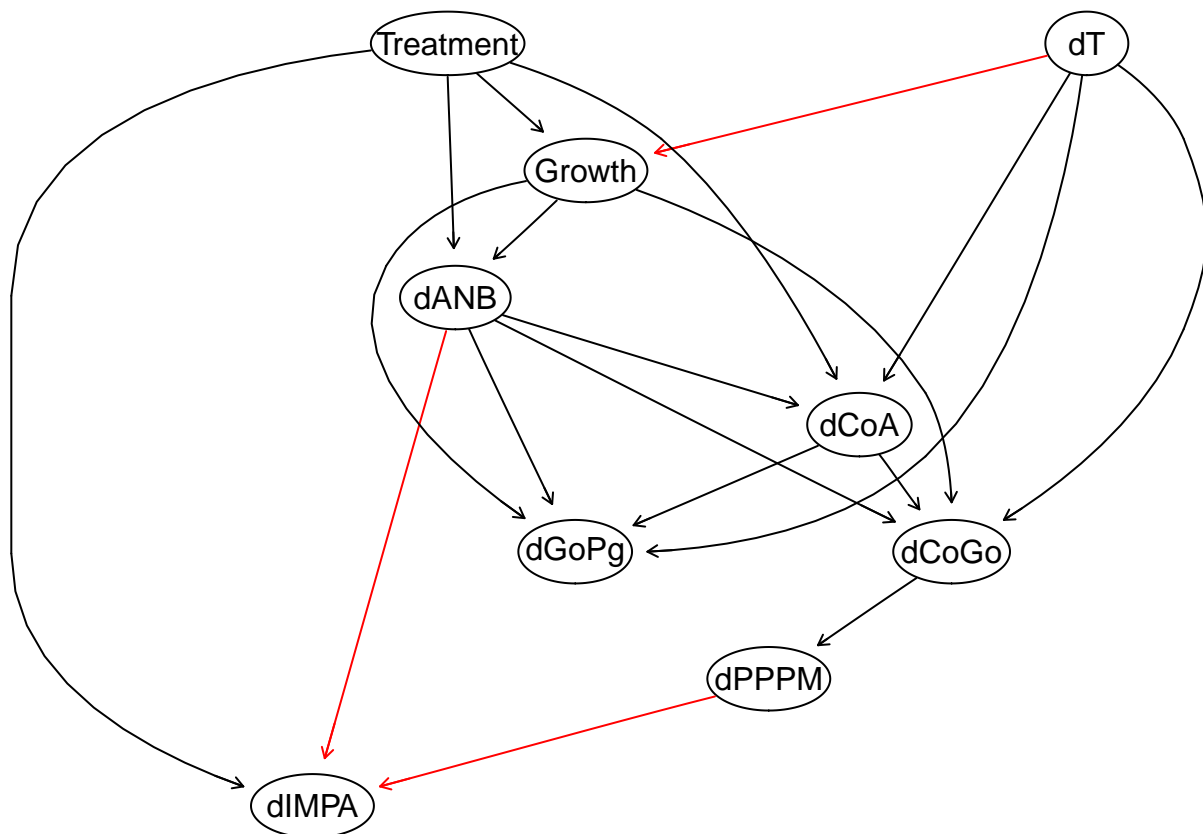 Treatment
dT
Growth
dANB
dCoA
dGoPg
dCoGo
dPPPM
dIMPA